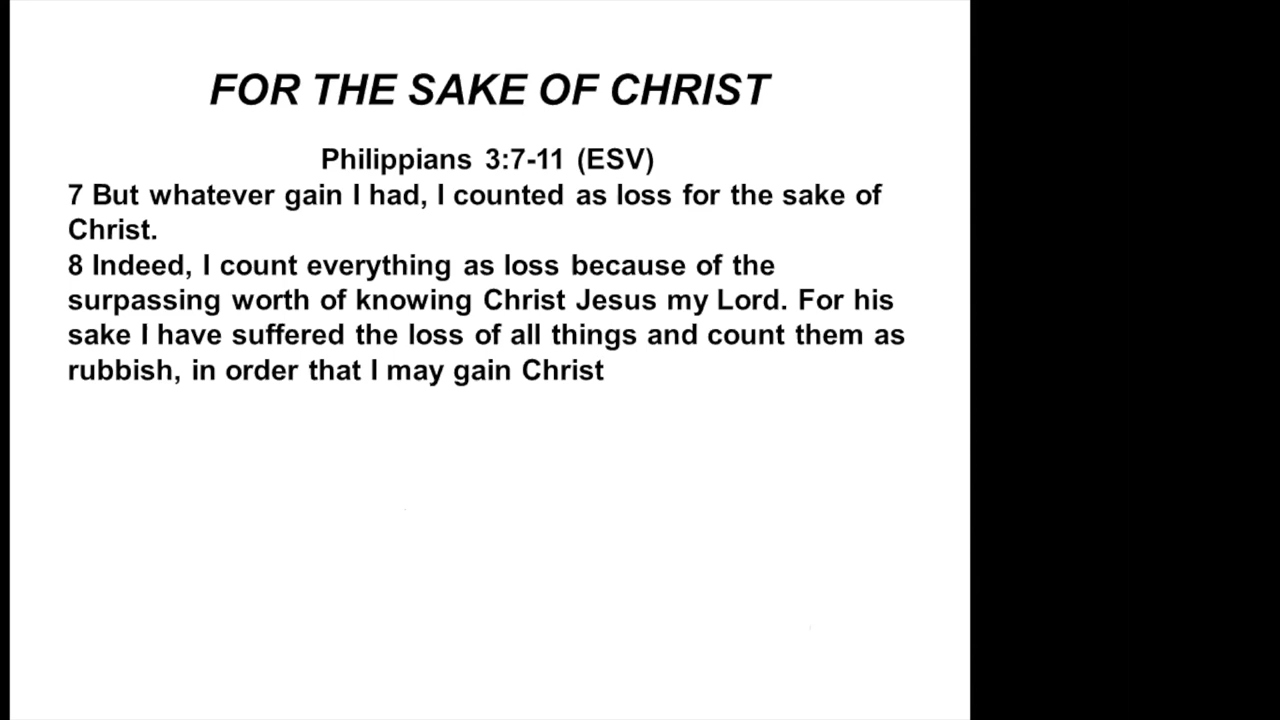 FOR THE SAKE OF CHRIST
Philippians 3:7-11 (ESV)
7 But whatever gain I had, I counted as loss for the sake of
Christ.
8 Indeed, I count everything as loss because of the
surpassing worth of knowing Christ Jesus my Lord. For his
sake I have suffered the loss of all things and count them as
rubbish, in order that I may gain Christ